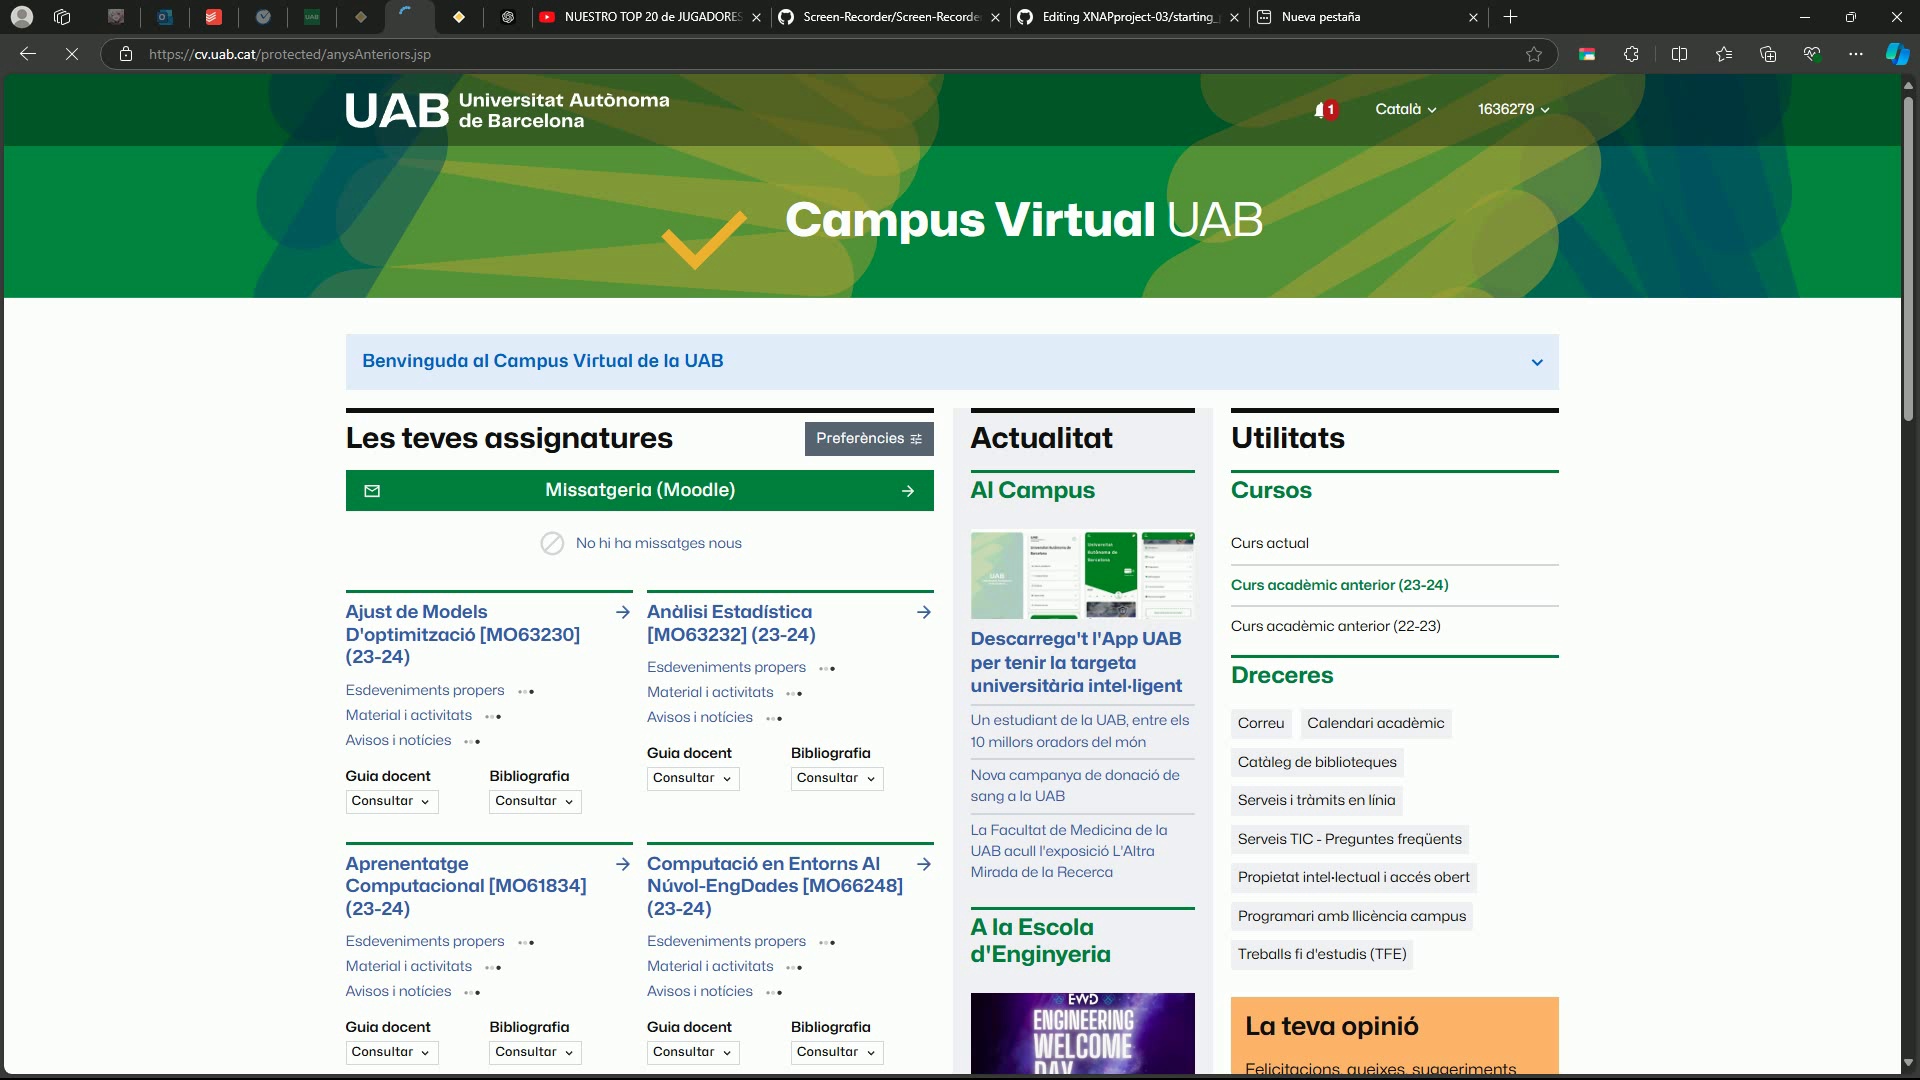 NUESTRO TOP 20 de JUGADORES
Screen-Recorder/Screen-Recorde
Editing XNAPproject-03/starting_
Nueva pestaña
https://cv.uab.cat/protected/anysAnteriors.jsp
UAB Universitat Autònoma
de Barcelona
1
Català
1636279
Campus Virtual UAB
Benvinguda al Campus Virtual de la UAB
Les teves assignatures
Preferències
Missatgeria (Moodle)
No hi ha missatges nous
Ajust de Models
D'optimització [MO63230]
(23-24)
Esdeveniments propers
Material i activitats
Avisos i notícies
Guia docent
Bibliografia
Consultar
Consultar
Anàlisi Estadística
[MO63232] (23-24)
Esdeveniments propers
Material i activitats
Avisos i notícies
Guia docent
Bibliografia
Consultar
Consultar
Aprenentatge
Computacional [MO61834]
(23-24)
Esdeveniments propers
Material i activitats
Avisos i notícies
Guia docent
Bibliografia
Consultar
Consultar
Computació en Entorns Al
Núvol-EngDades [MO66248]
(23-24)
Esdeveniments propers
Material i activitats
Avisos i notícies
Guia docent
Bibliografia
Consultar
Consultar
Actualitat
Al Campus
Descarrega't l'App UAB
per tenir la targeta
universitària intel·ligent
Un estudiant de la UAB, entre els
10 millors oradors del món
Nova campanya de donació de
sang a la UAB
La Facultat de Medicina de la
UAB acull l'exposició L'Altra
Mirada de la Recerca
A la Escola
d'Enginyeria
EWD
ENGINEERING
WELCOME
DAY
Utilitats
Cursos
Curs actual
Curs acadèmic anterior (23-24)
Curs acadèmic anterior (22-23)
Dreceres
Correu
Calendari acadèmic
Catàleg de biblioteques
Serveis i tràmits en línia
Serveis TIC - Preguntes freqüents
Propietat intel·lectual i accés obert
Programari amb llicència campus
Treballs fi d'estudis (TFE)
La teva opinió
Felicitacions, queixes, suggeriments